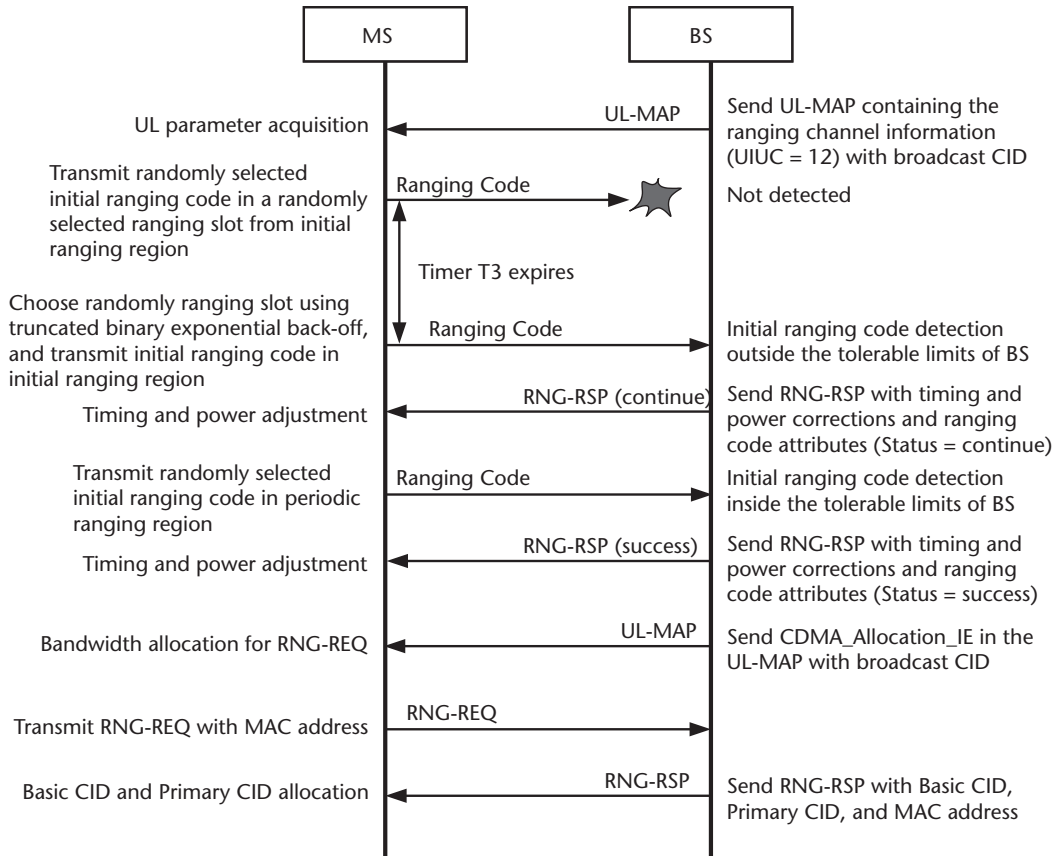 MS
BS
UL parameter acquisition
UL-MAP
Send UL-MAP containing the
ranging channel information
(UIUC = 12) with broadcast CID
Transmit randomly selected
initial ranging code in a randomly
selected ranging slot from initial
ranging region
Ranging Code
Not detected
Timer T3 expires
Choose randomly ranging slot using
truncated binary exponential back-off,
and transmit initial ranging code in
initial ranging region
Ranging Code
Initial ranging code detection
outside the tolerable limits of BS
Timing and power adjustment
RNG-RSP (continue)
Send RNG-RSP with timing and
power corrections and ranging
code attributes (Status = continue)
Transmit randomly selected
initial ranging code in periodic
ranging region
Ranging Code
Initial ranging code detection
inside the tolerable limits of BS
Timing and power adjustment
RNG-RSP (success)
Send RNG-RSP with timing and
power corrections and ranging
code attributes (Status = success)
Bandwidth allocation for RNG-REQ
UL-MAP
Send CDMA_Allocation_IE in the
UL-MAP with broadcast CID
Transmit RNG-REQ with MAC address
RNG-REQ
Basic CID and Primary CID allocation
RNG-RSP
Send RNG-RSP with Basic CID,
Primary CID, and MAC address